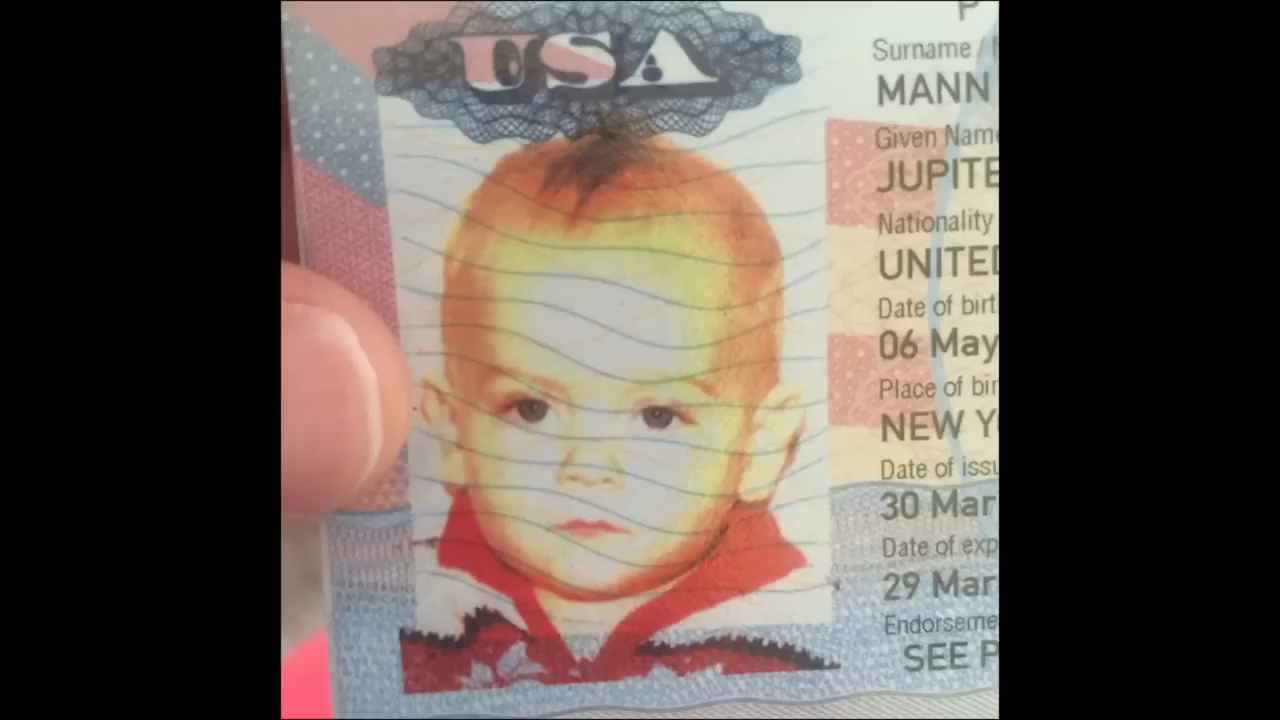 USA
P
Surname /
MANN
Given Name
JUPITE
Nationality
UNITED
Date of birt
06 May
Place of bir
NEW Y
Date of issu
30 Mar
Date of exp
29 Mar
Endorseme
SEE P